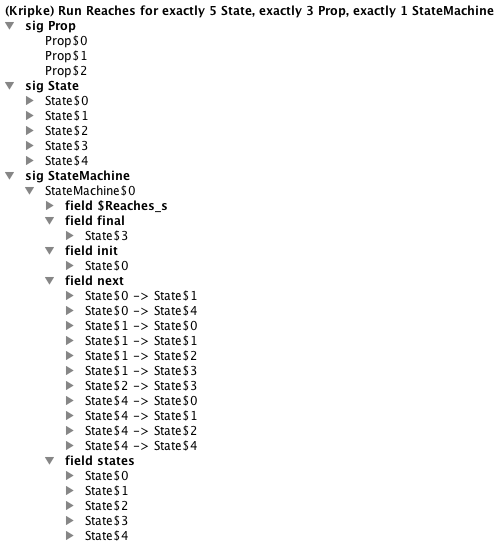 (Kripke) Run Reaches for exactly 5 State, exactly 3 Prop, exactly 1 StateMachine
sig Prop
Prop$0
Prop$1
Prop$2
sig State
State$0
State$1
State$2
State$3
State$4
sig StateMachine
StateMachine$0
field $Reaches_s
field final
State$3
field init
State$0
field next
State$0 -> State$1
State$0 -> State$4
State$1 -> State$0
State$1 -> State$1
State$1 -> State$2
State$1 -> State$3
State$2 -> State$3
State$4 -> State$0
State$4 -> State$1
State$4 -> State$2
State$4 -> State$4
field states
State$0
State$1
State$2
State$3
State$4